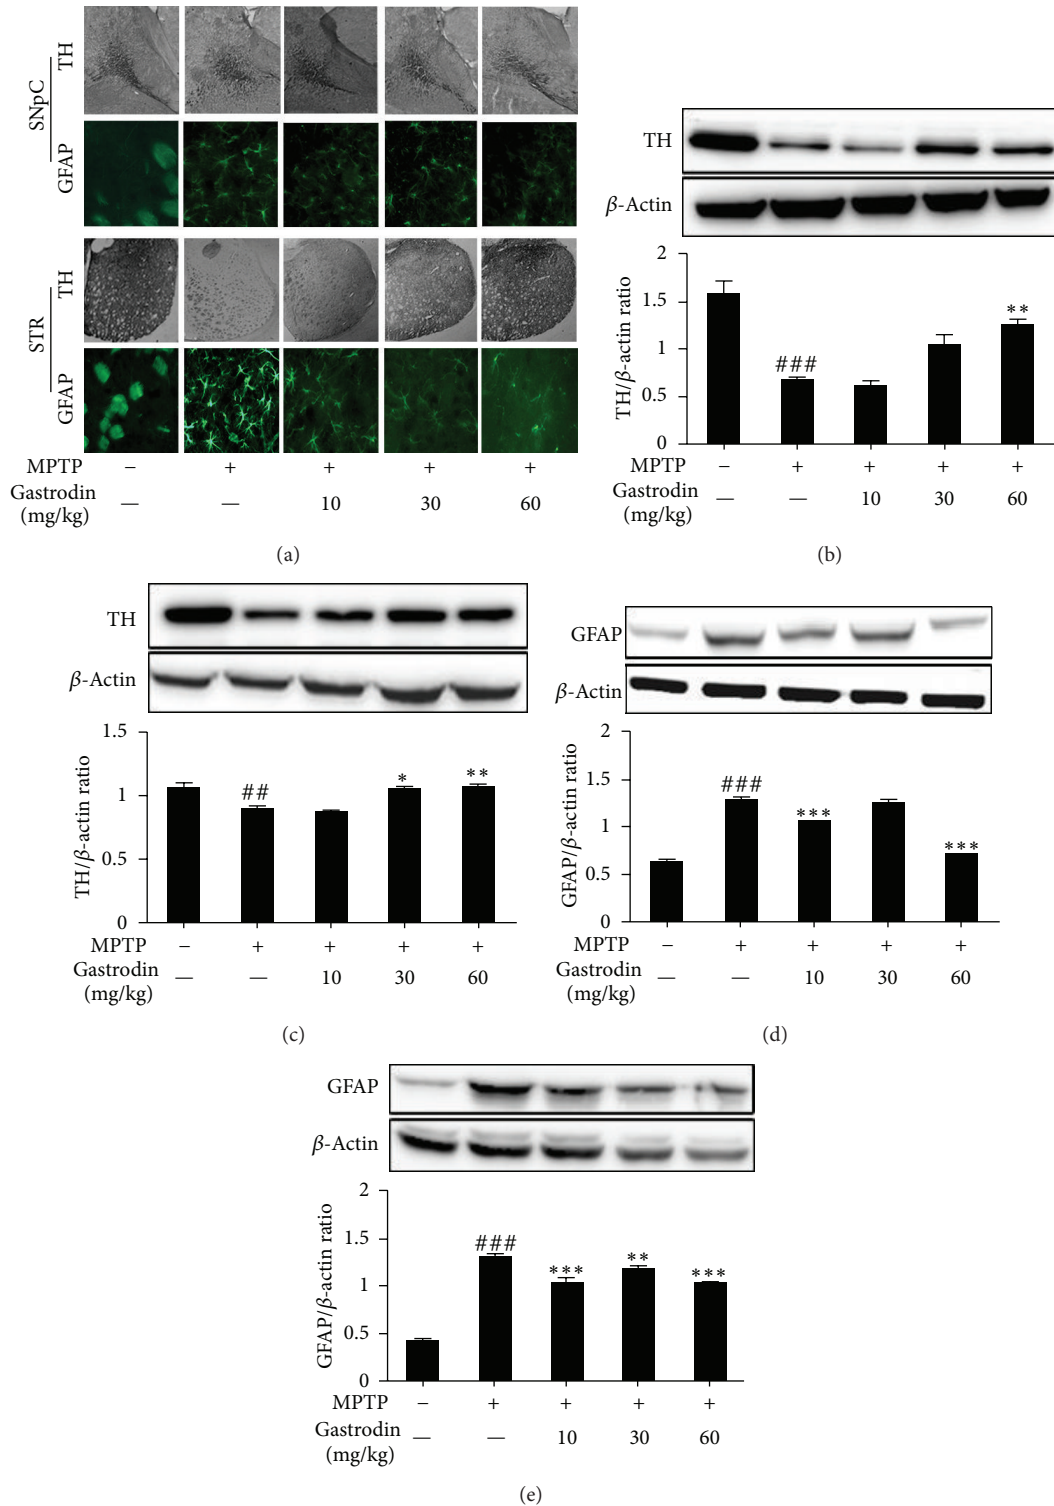 SNpC
TH
GFAP
STR
TH
GFAP
MPTP − + + + +
Gastrodin (mg/kg) — — 10 30 60
(a)
TH
β-Actin
2
1.5
1
0.5
0
TH/β-actin ratio
###
**
MPTP − + + + +
Gastrodin (mg/kg) — — 10 30 60
(b)
TH
β-Actin
1.5
1
0.5
0
TH/β-actin ratio
##
*
**
MPTP − + + + +
Gastrodin (mg/kg) — — 10 30 60
(c)
GFAP
β-Actin
2
1.5
1
0.5
0
GFAP/β-actin ratio
###
***
***
MPTP − + + + +
Gastrodin (mg/kg) — — 10 30 60
(d)
GFAP
β-Actin
2
1.5
1
0.5
0
GFAP/β-actin ratio
###
***
**
***
MPTP − + + + +
Gastrodin (mg/kg) — — 10 30 60
(e)